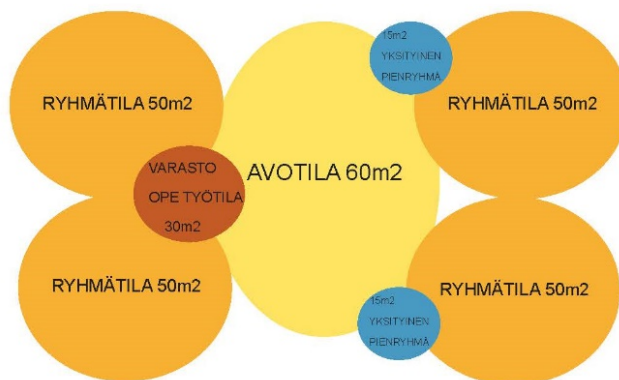 15m2
YKSITYINEN
PIENRYHMÄ
RYHMÄTILA 50m2
RYHMÄTILA 50m2
VARASTO
OPE TYÖTILA
30m2
AVOTILA 60m2
RYHMÄTILA 50m2
RYHMÄTILA 50m2
15m2
YKSITYINEN
PIENRYHMÄ